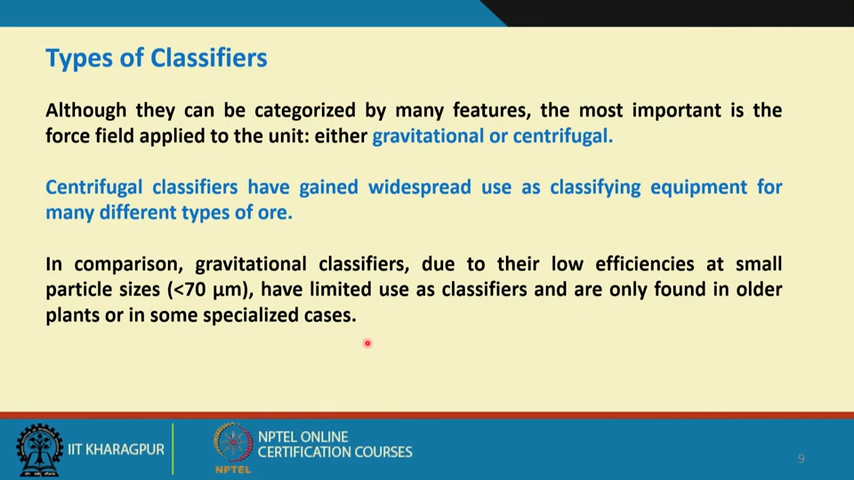 Types of Classifiers
Although they can be categorized by many features, the most important is the
force field applied to the unit: either gravitational or centrifugal.
Centrifugal classifiers have gained widespread use as classifying equipment for
many different types of ore.
In comparison, gravitational classifiers, due to their low efficiencies at small
particle sizes (<70 μm), have limited use as classifiers and are only found in older
plants or in some specialized cases.
IIT KHARAGPUR
NPTEL
NPTEL ONLINE
CERTIFICATION COURSES
9